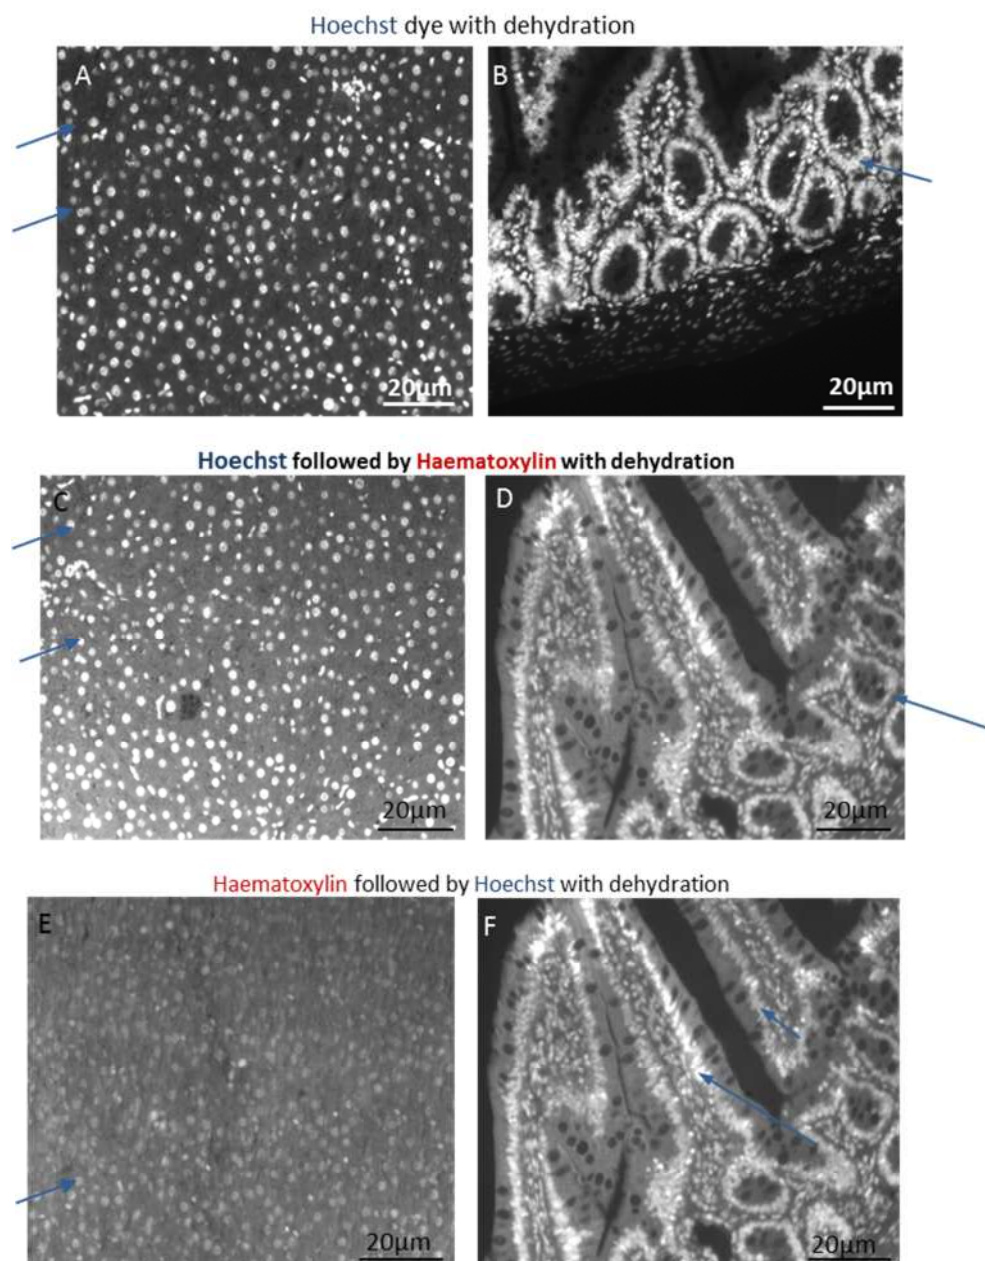 Hoechst dye with dehydration
A
B
20µm
20µm
Hoechst followed by Haematoxylin with dehydration
C
D
20µm
20µm
Haematoxylin followed by Hoechst with dehydration
E
F
20µm
20µm